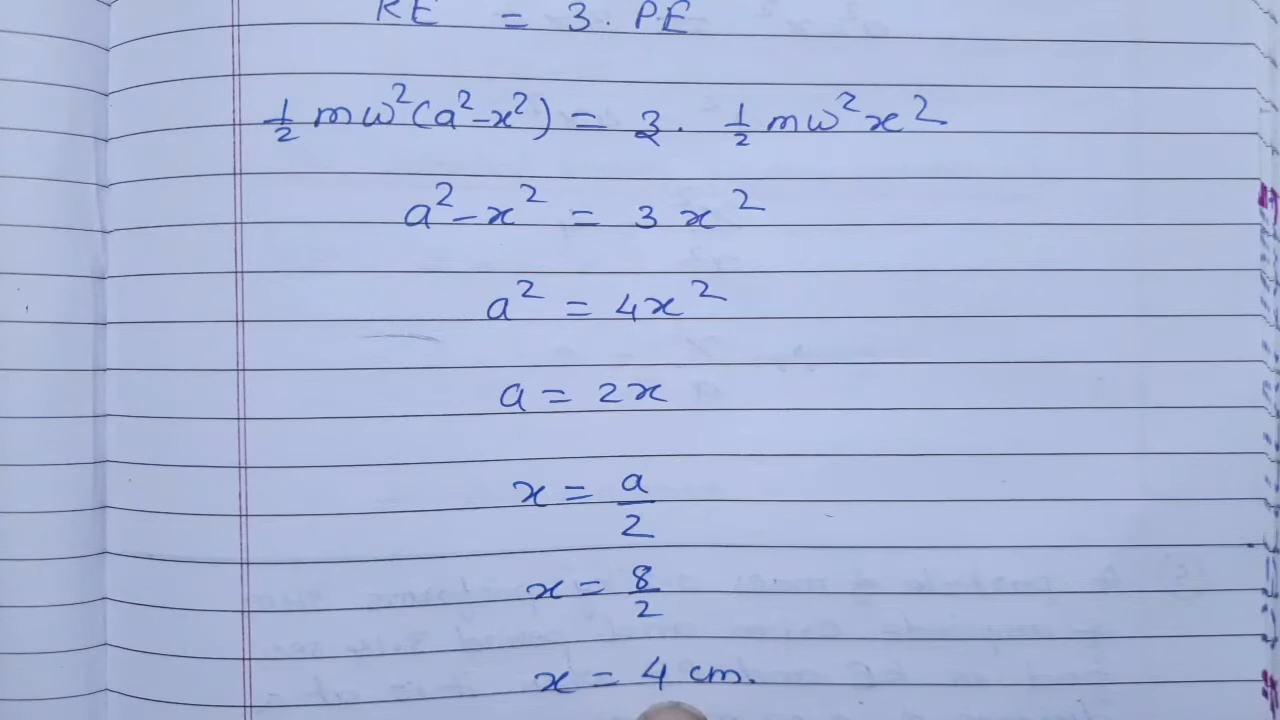 KE = 3. PE
1/2 mω²(a²-x²) = 3. 1/2 mω²x²
a²-x² = 3x²
a² = 4x²
a = 2x
x = a/2
x = 8/2
x = 4 cm.